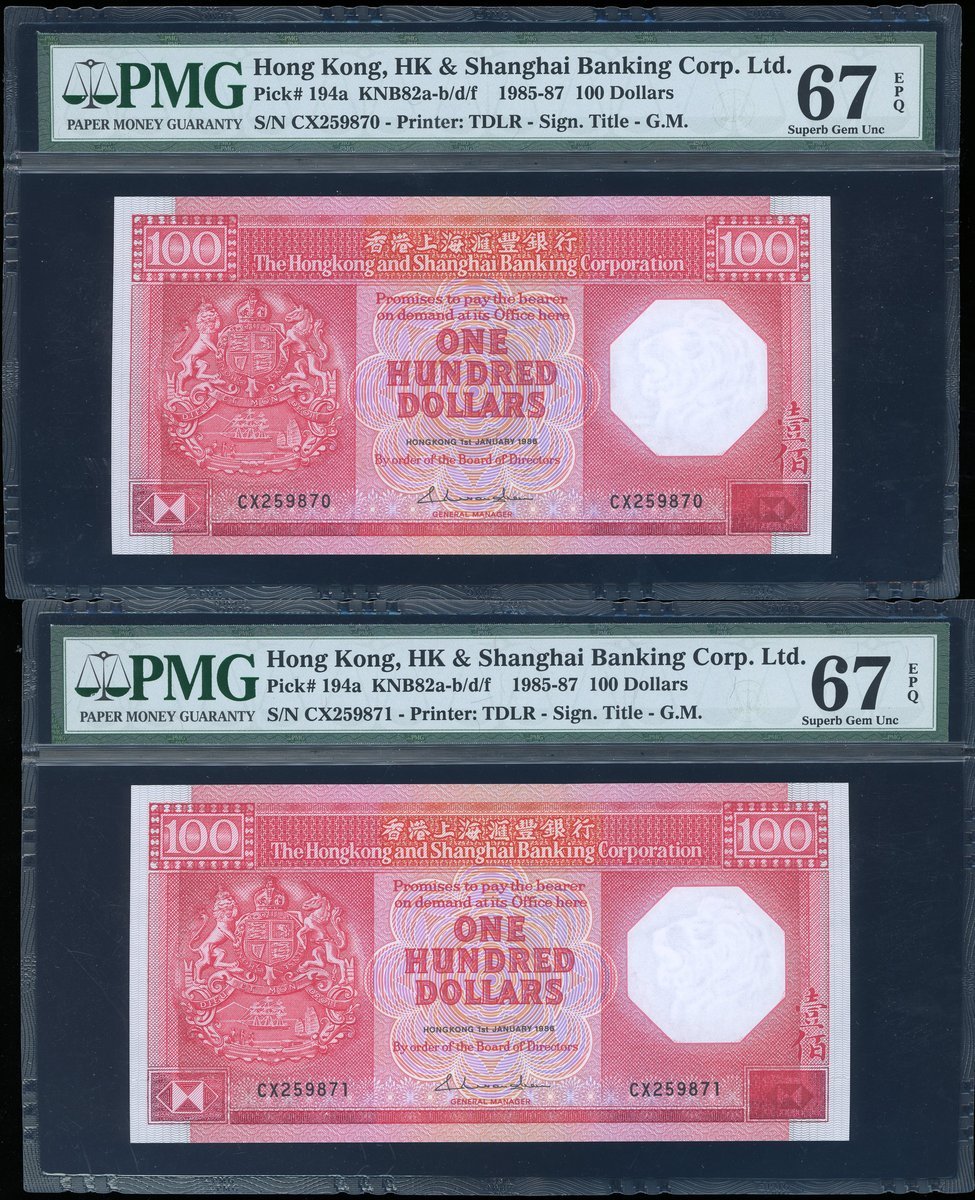 PMG
PAPER MONEY GUARANTY
Hong Kong, HK & Shanghai Banking Corp. Ltd.
Pick# 194a KNB82a-b/d/f 1985-87 100 Dollars
S/N CX259870 - Printer: TDLR - Sign. Title - G.M.
67
EPQ
Superb Gem Unc
100
香港上海滙豐銀行
100
The Hongkong and Shanghai Banking Corporation
Promises to pay the bearer
on demand at its Office here
ONE
HUNDRED
DOLLARS
HONGKONG 1st JANUARY 1986
By order of the Board of Directors
壹佰
CX259870
CX259870
GENERAL MANAGER
PMG
PAPER MONEY GUARANTY
Hong Kong, HK & Shanghai Banking Corp. Ltd.
Pick# 194a KNB82a-b/d/f 1985-87 100 Dollars
S/N CX259871 - Printer: TDLR - Sign. Title - G.M.
67
EPQ
Superb Gem Unc
100
香港上海滙豐銀行
100
The Hongkong and Shanghai Banking Corporation
Promises to pay the bearer
on demand at its Office here
ONE
HUNDRED
DOLLARS
HONGKONG 1st JANUARY 1986
By order of the Board of Directors
壹佰
CX259871
CX259871
GENERAL MANAGER